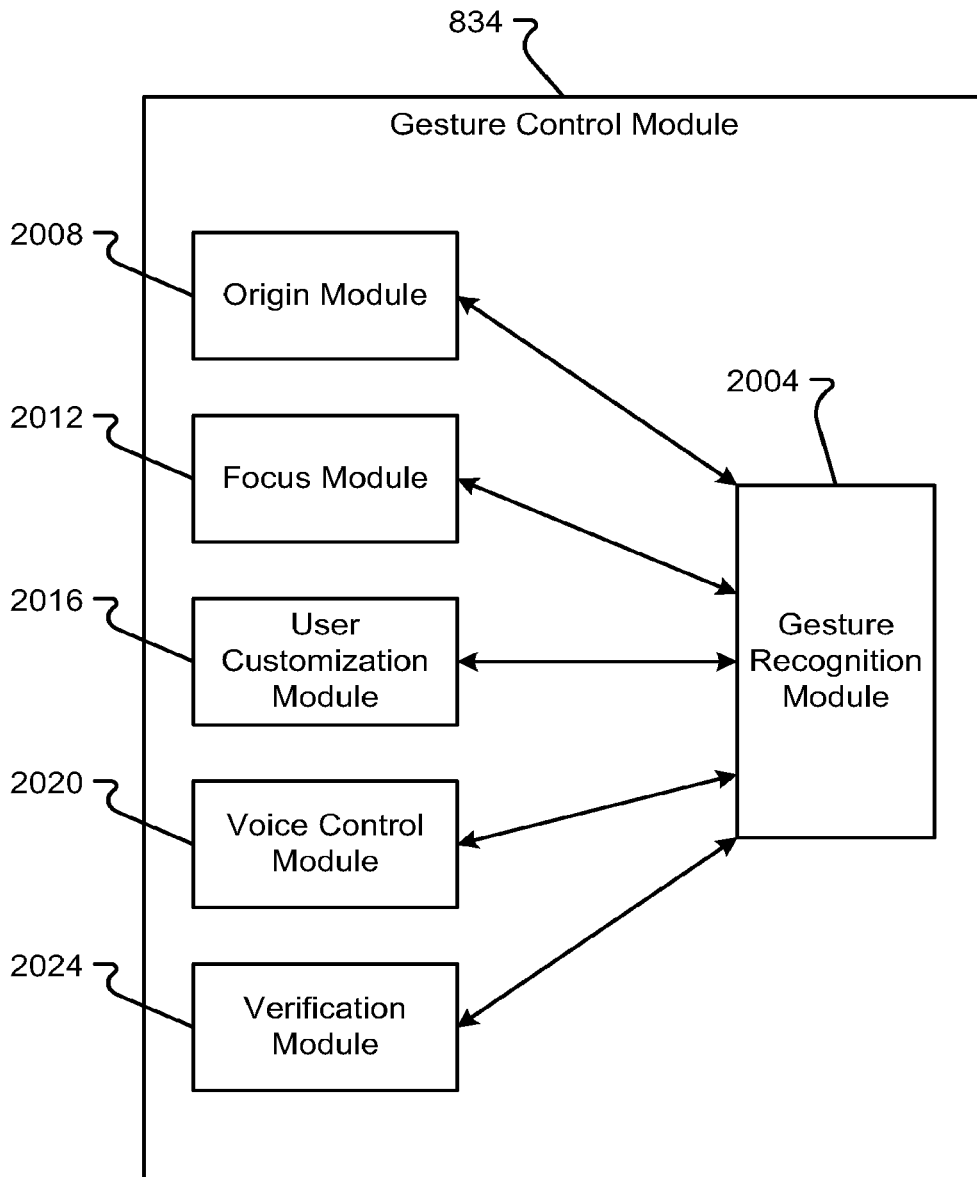 834
Gesture Control Module
2008
Origin Module
2004
2012
Focus Module
2016
User
Customization
Module
Gesture
Recognition
Module
2020
Voice Control
Module
2024
Verification
Module